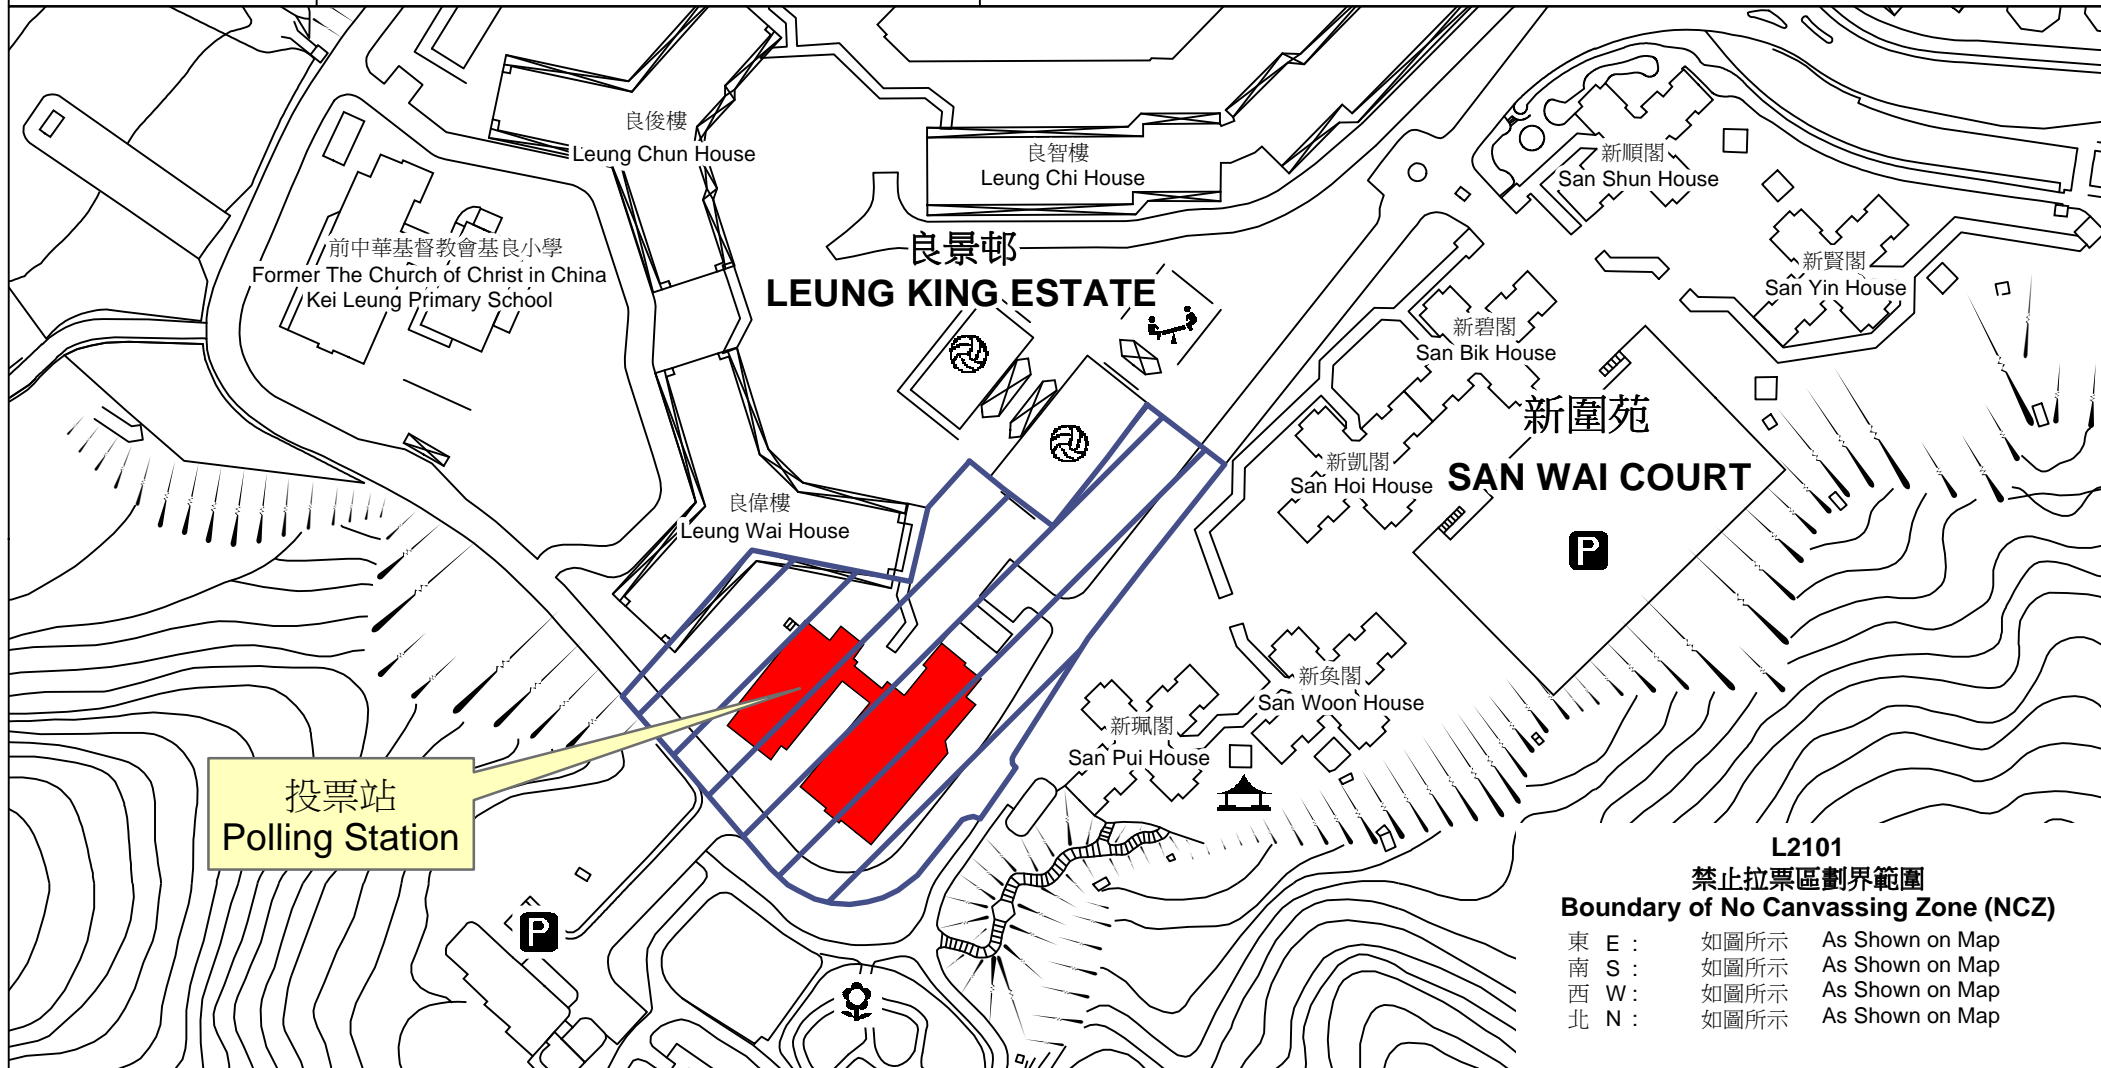 良俊樓
Leung Chun House
良智樓
Leung Chi House
新順閣
San Shun House
前中華基督教會基良小學
Former The Church of Christ in China
Kei Leung Primary School
良景邨
LEUNG KING ESTATE
新賢閣
San Yin House
新碧閣
San Bik House
新圍苑
SAN WAI COURT
新凱閣
San Hoi House
良偉樓
Leung Wai House
P
新奐閣
San Woon House
新珮閣
San Pui House
投票站
Polling Station
P
L2101
禁止拉票區劃界範圍
Boundary of No Canvassing Zone (NCZ)
東 E : 如圖所示 As Shown on Map
南 S : 如圖所示 As Shown on Map
西 W : 如圖所示 As Shown on Map
北 N : 如圖所示 As Shown on Map